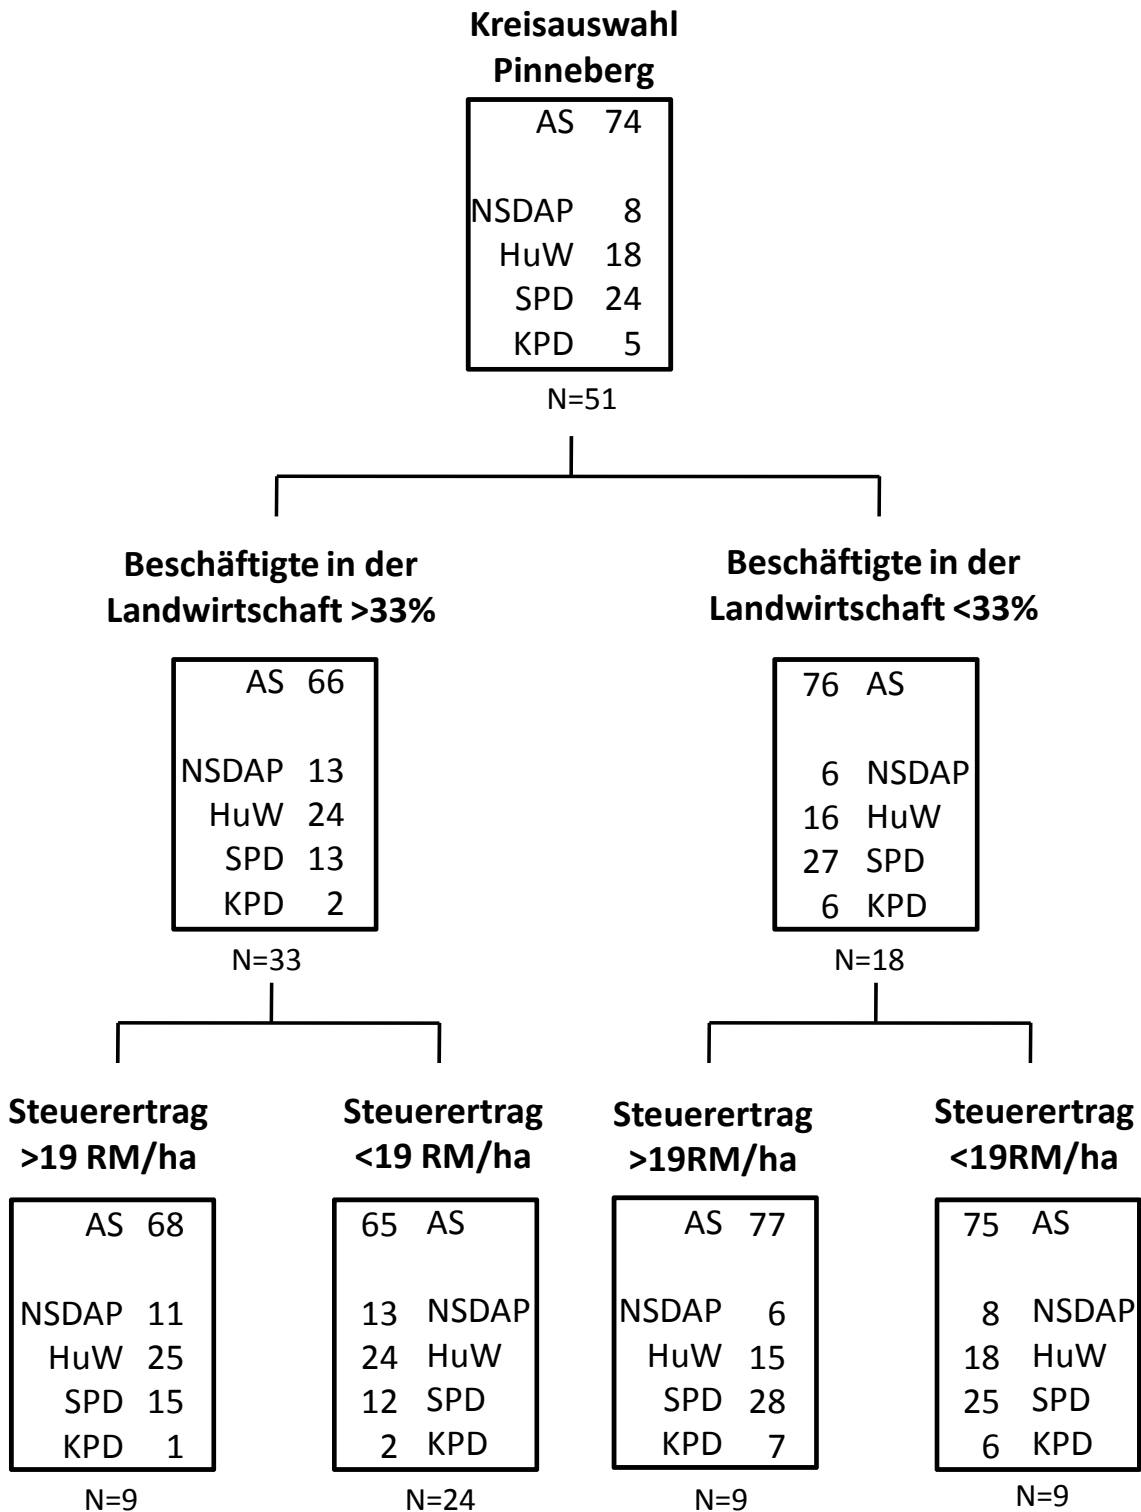 Kreisauswahl
Pinneberg
AS 74
NSDAP 8
HuW 18
SPD 24
KPD 5
N=51
Beschäftigte in der
Landwirtschaft >33%
AS 66
NSDAP 13
HuW 24
SPD 13
KPD 2
N=33
Beschäftigte in der
Landwirtschaft <33%
76 AS
6 NSDAP
16 HuW
27 SPD
6 KPD
N=18
Steuerertrag
>19 RM/ha
AS 68
NSDAP 11
HuW 25
SPD 15
KPD 1
N=9
Steuerertrag
<19 RM/ha
65 AS
13 NSDAP
24 HuW
12 SPD
2 KPD
N=24
Steuerertrag
>19RM/ha
AS 77
NSDAP 6
HuW 15
SPD 28
KPD 7
N=9
Steuerertrag
<19RM/ha
75 AS
8 NSDAP
18 HuW
25 SPD
6 KPD
N=9